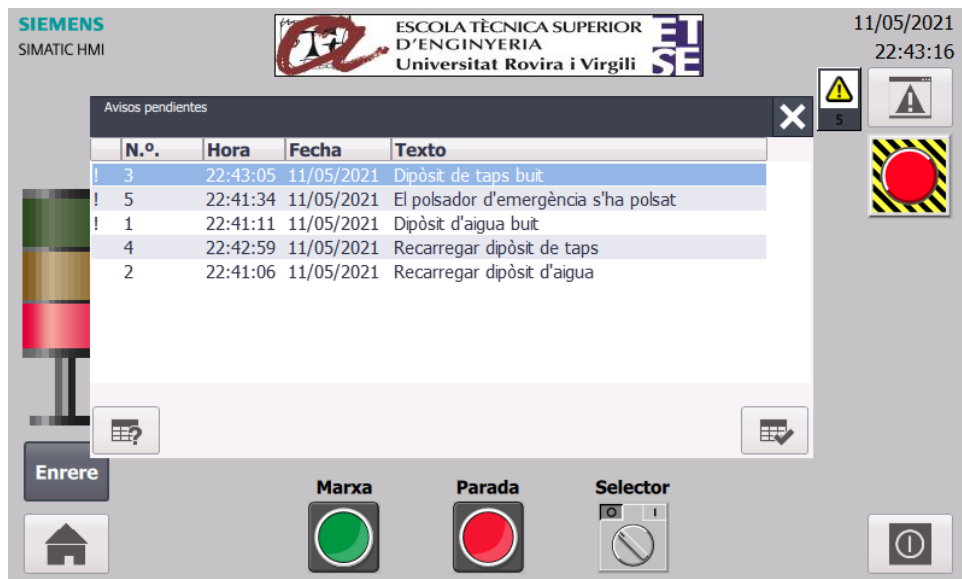 SIEMENS
SIMATIC HMI
ESCOLA TÈCNICA SUPERIOR
D'ENGINYERIA
Universitat Rovira i Virgili
ET
SE
11/05/2021
22:43:16
5
Avisos pendientes
N.º. Hora Fecha Texto
! 3 22:43:05 11/05/2021 Dipòsit de taps buit
! 5 22:41:34 11/05/2021 El polsador d'emergència s'ha polsat
! 1 22:41:11 11/05/2021 Dipòsit d'aigua buit
4 22:42:59 11/05/2021 Recarregar dipòsit de taps
2 22:41:06 11/05/2021 Recarregar dipòsit d'aigua
Enrere
Marxa Parada Selector
O I